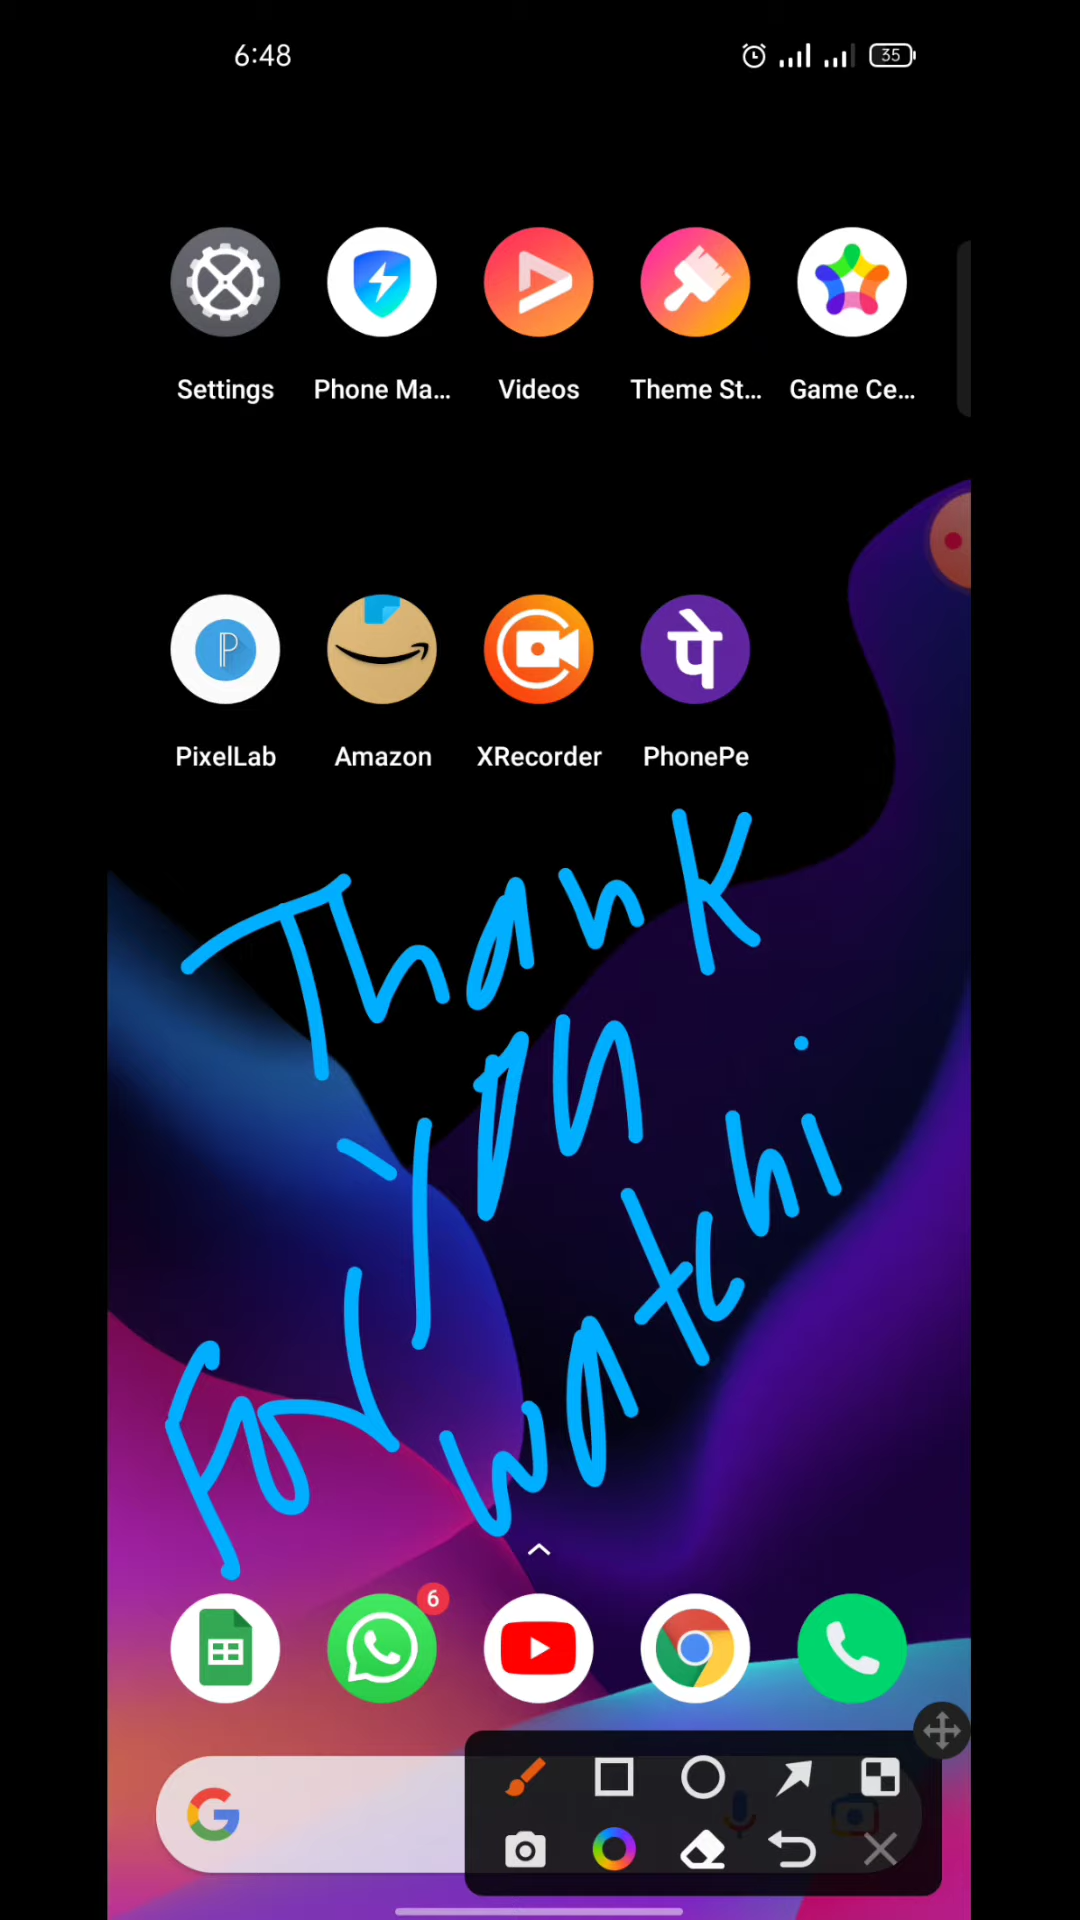 6:48
35
Settings
Phone Ma...
Videos
Theme St...
Game Ce...
P
पे
PixelLab
Amazon
XRecorder
PhonePe
Thank
you
For watchi
6